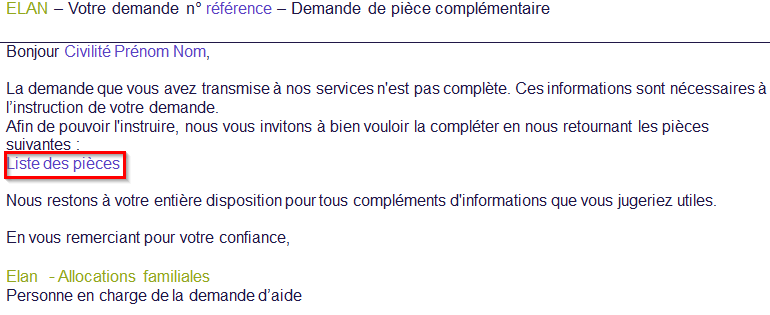 ELAN – Votre demande n° référence – Demande de pièce complémentaire
Bonjour Civilité Prénom Nom,
La demande que vous avez transmise à nos services n'est pas complète. Ces informations sont nécessaires à
l’instruction de votre demande.
Afin de pouvoir l'instruire, nous vous invitons à bien vouloir la compléter en nous retournant les pièces
suivantes :
Liste des pièces
Nous restons à votre entière disposition pour tous compléments d'informations que vous jugeriez utiles.
En vous remerciant pour votre confiance,
Elan - Allocations familiales
Personne en charge de la demande d’aide